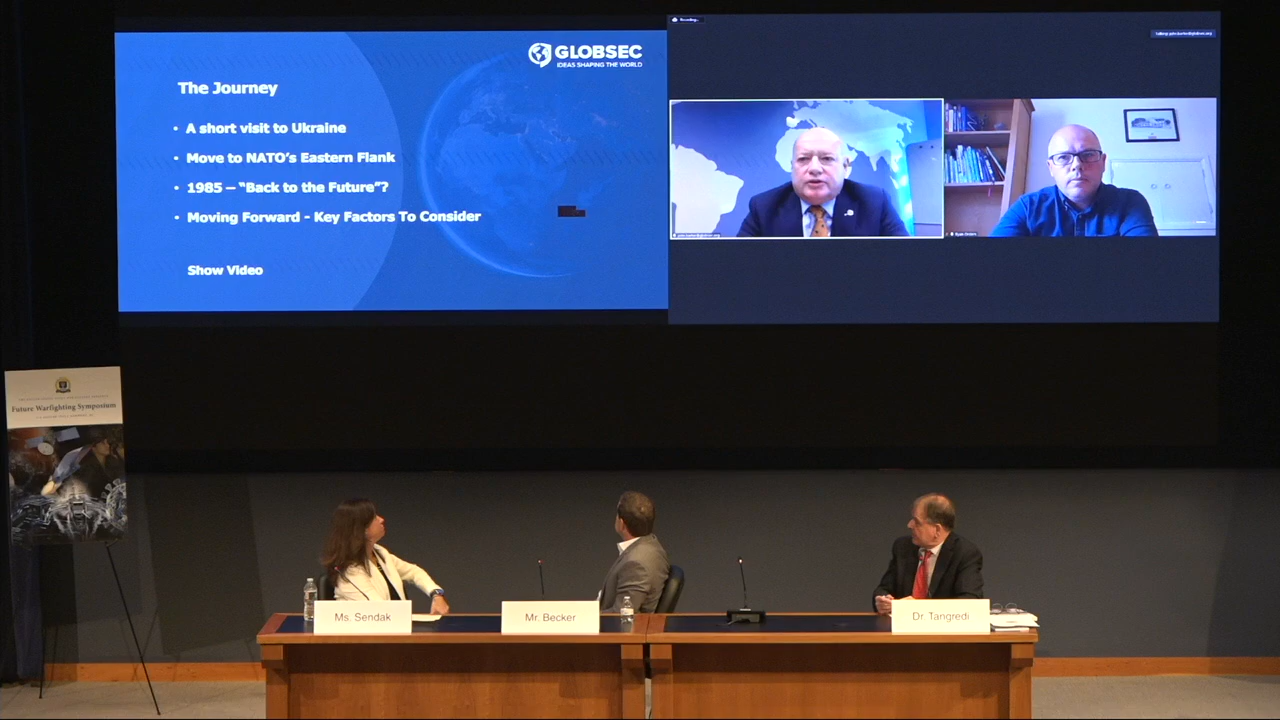 GLOBSEC
IDEAS SHAPING THE WORLD
The Journey
• A short visit to Ukraine
• Move to NATO's Eastern Flank
• 1985 – "Back to the Future"?
• Moving Forward - Key Factors To Consider
Show Video
Future Warfighting Symposium
Ms. Sendak
Mr. Becker
Dr. Tangredi